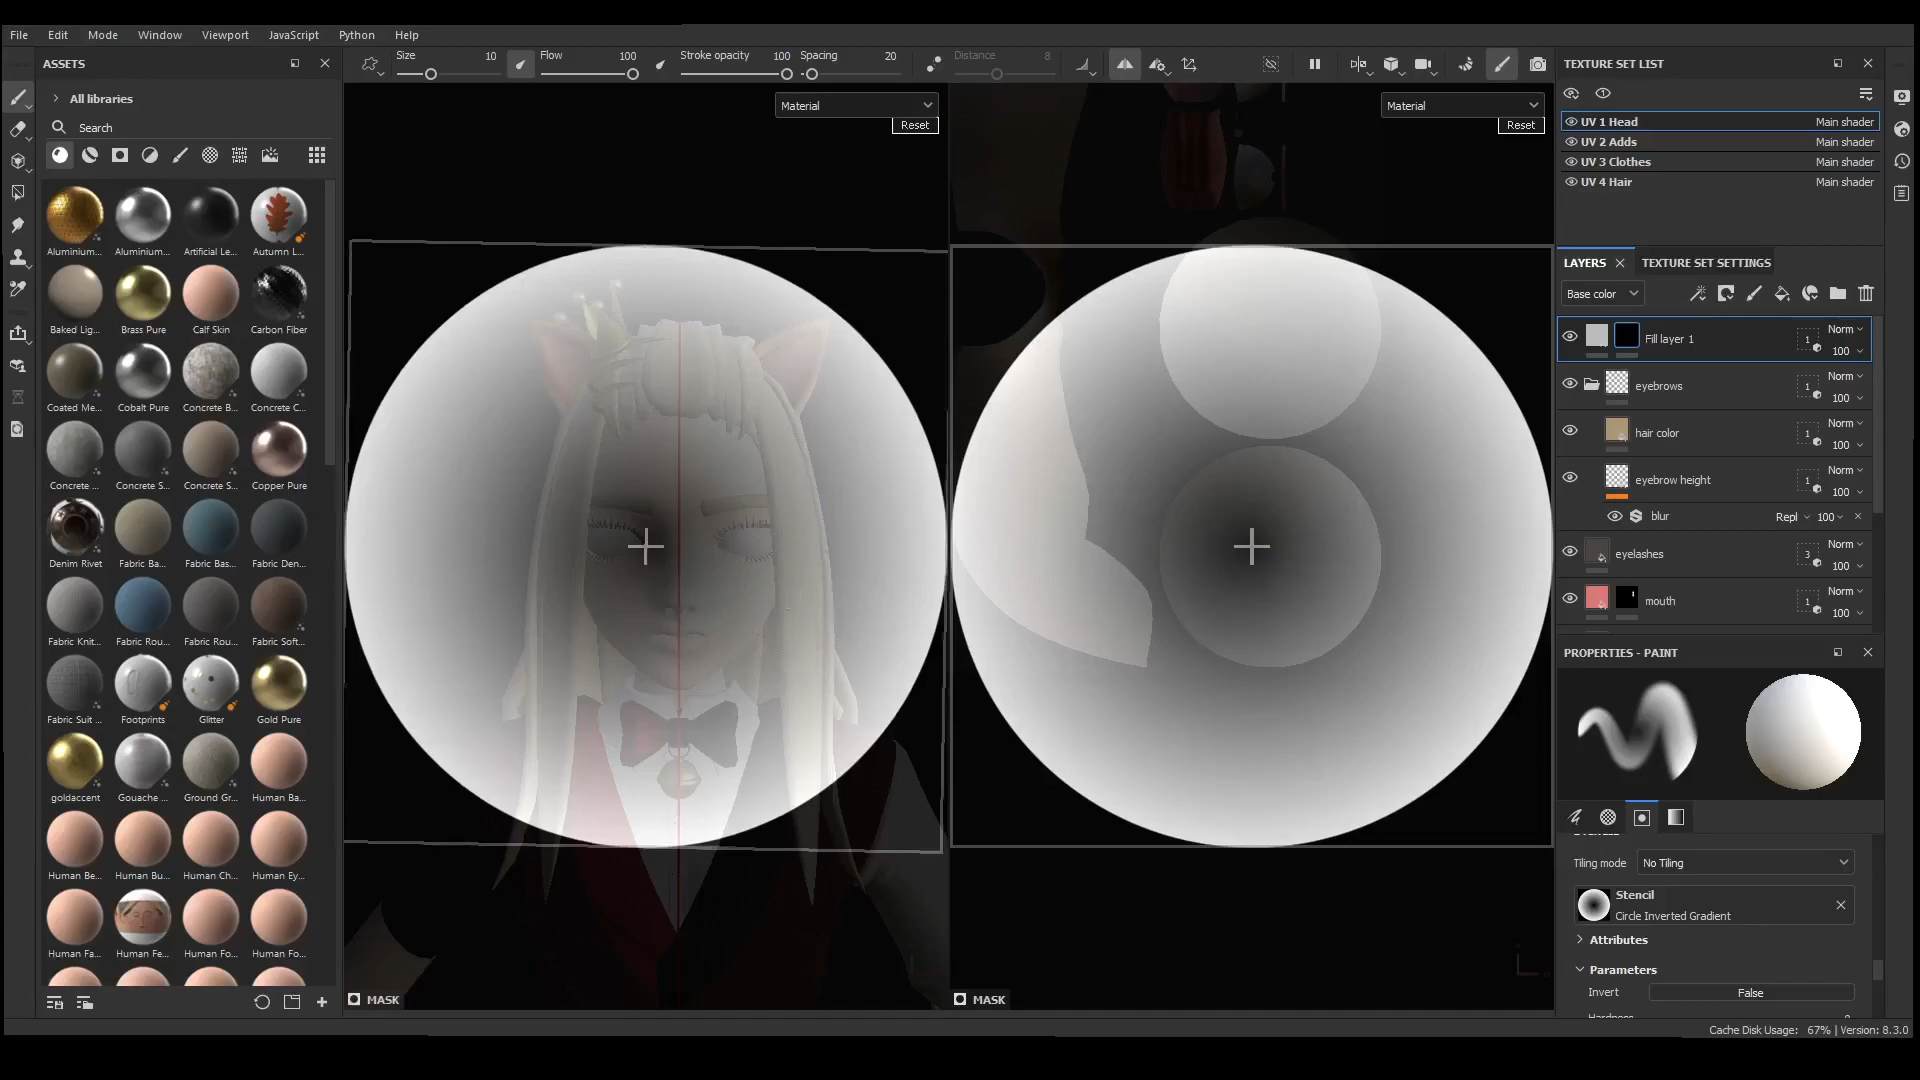 File Edit Mode Window Viewport JavaScript Python Help
ASSETS
All libraries
Search
Aluminium... Aluminium... Artificial Le... Autumn L...
Baked Lig... Brass Pure Calf Skin Carbon Fiber
Coated Me... Cobalt Pure Concrete B... Concrete C...
Concrete ... Concrete S... Concrete S... Copper Pure
Denim Rivet Fabric Ba... Fabric Bas... Fabric Den...
Fabric Knit... Fabric Rou... Fabric Rou... Fabric Soft...
Fabric Suit ... Footprints Glitter Gold Pure
goldaccent Gouache ... Ground Gr... Human Ba...
Human Be... Human Bu... Human Ch... Human Ey...
Human Fa... Human Fe... Human Fo... Human Fo...
Size 10 Flow 100 Stroke opacity 100 Spacing 20 Distance 8
Material
Reset
MASK
Material
Reset
MASK
TEXTURE SET LIST
UV 1 Head Main shader
UV 2 Adds Main shader
UV 3 Clothes Main shader
UV 4 Hair Main shader
LAYERS TEXTURE SET SETTINGS
Base color
Fill layer 1 1 Norm 100
eyebrows 1 Norm 100
hair color 1 Norm 100
eyebrow height 1 Norm 100
blur Repl 100
eyelashes 3 Norm 100
mouth 1 Norm 100
PROPERTIES - PAINT
Tiling mode No Tiling
Stencil
Circle Inverted Gradient
Attributes
Parameters
Invert False
Cache Disk Usage: 67% | Version: 8.3.0